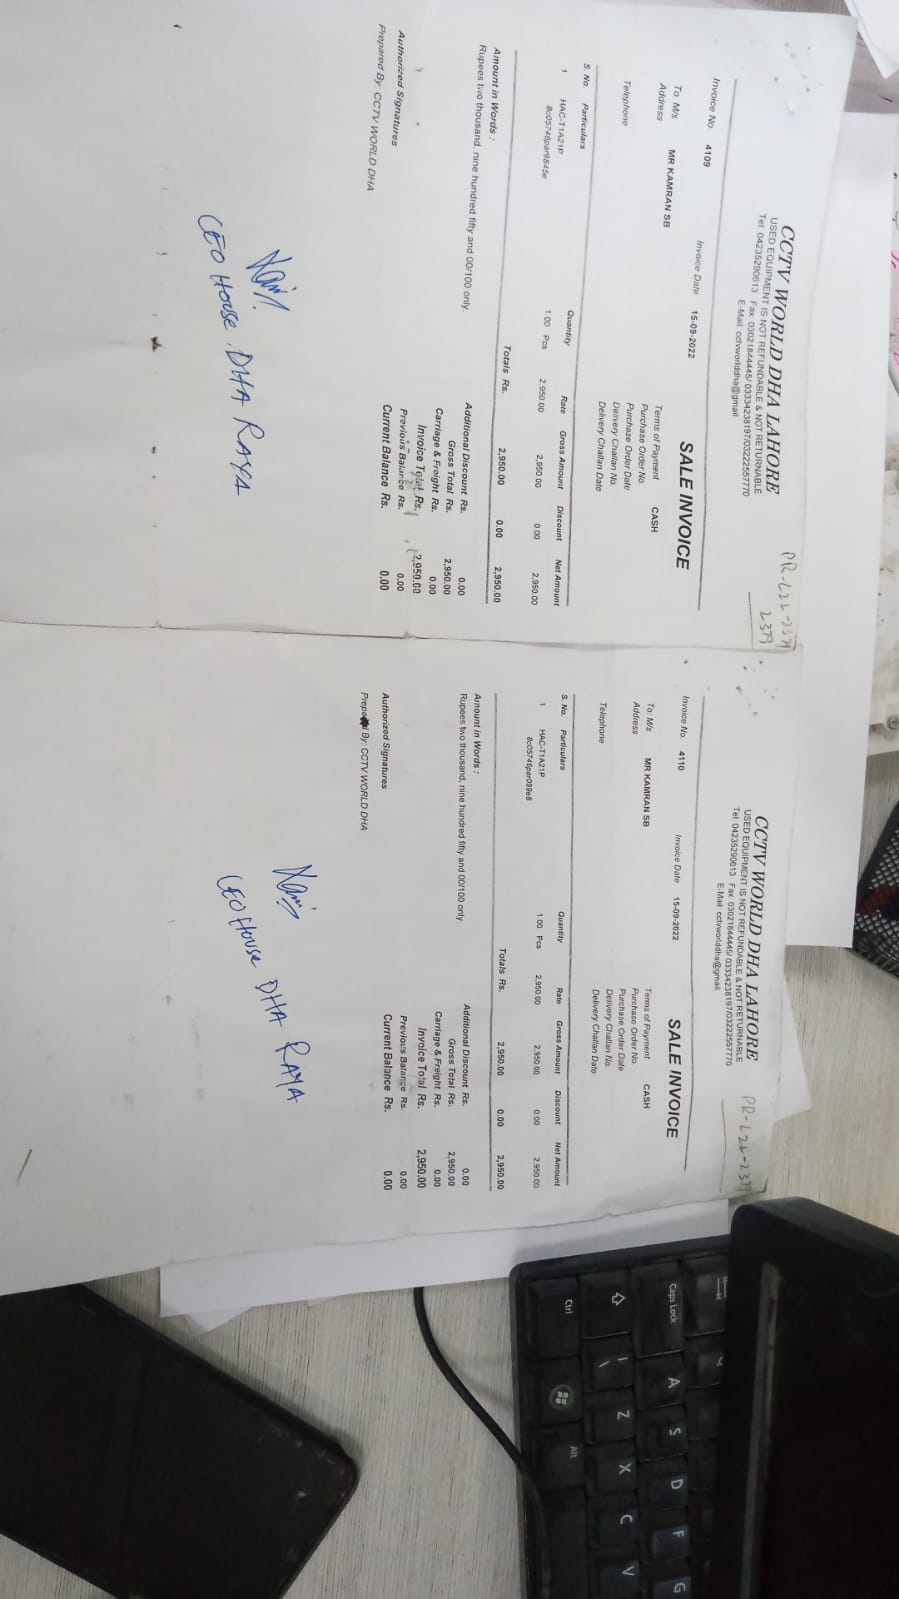 PR-L22-2379
2379
CCTV WORLD DHA LAHORE
USED EQUIPMENT IS NOT REFUNDABLE & NOT RETURNABLE
Tel: 04235290613 Fax: 03021844445/ 03334238197/03222557770
E-Mail: cctvworlddha@gmail
SALE INVOICE
Invoice No. 4109 Invoice Date 15-09-2022
To M/s MR KAMRAN SB
Address
Telephone
Terms of Payment CASH
Purchase Order No.
Purchase Order Date
Delivery Challan No.
Delivery Challan Date
S. No. Particulars Quantity Rate Gross Amount Discount Net Amount
1 HAC-T1A21P 1.00 Pcs 2,950.00 2,950.00 0.00 2,950.00
8c05746par9845e
Totals Rs. 2,950.00 0.00 2,950.00
Amount in Words :
Rupees two thousand, nine hundred fifty and 00/100 only.
Additional Discount Rs. 0.00
Gross Total Rs. 2,950.00
Carriage & Freight Rs. 0.00
Invoice Total Rs. 2,950.00
Previous Balance Rs. 0.00
Current Balance Rs. 0.00
Authorized Signatures
Prepared By: CCTV WORLD DHA
CEO House, DHA RAYA
PR-L22-2379
CCTV WORLD DHA LAHORE
USED EQUIPMENT IS NOT REFUNDABLE & NOT RETURNABLE
Tel: 04235290613 Fax: 03021844445/ 03334238197/03222557770
E-Mail: cctvworlddha@gmail
SALE INVOICE
Invoice No. 4110 Invoice Date 15-09-2022
To M/s MR KAMRAN SB
Address
Telephone
Terms of Payment CASH
Purchase Order No.
Purchase Order Date
Delivery Challan No.
Delivery Challan Date
S. No. Particulars Quantity Rate Gross Amount Discount Net Amount
1 HAC-T1A21P 1.00 Pcs 2,950.00 2,950.00 0.00 2,950.00
8c05746par099e8
Totals Rs. 2,950.00 0.00 2,950.00
Amount in Words :
Rupees two thousand, nine hundred fifty and 00/100 only
Additional Discount Rs. 0.00
Gross Total Rs. 2,950.00
Carriage & Freight Rs. 0.00
Invoice Total Rs. 2,950.00
Previous Balance Rs. 0.00
Current Balance Rs. 0.00
Authorized Signatures
Prepared By: CCTV WORLD DHA
CEO House DHA RAYA
Caps Lock A S D F G
Z X C V
Ctrl Alt